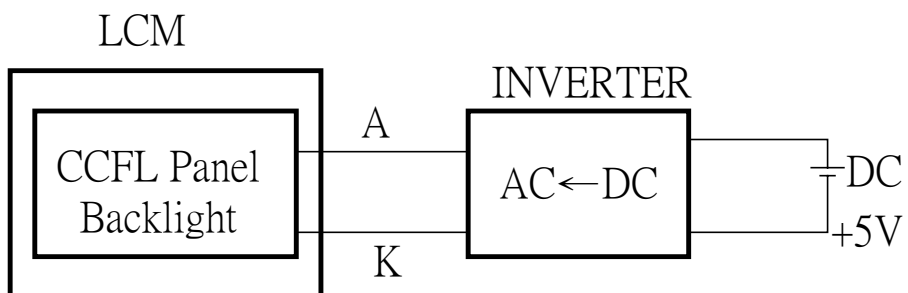 LCM
INVERTER
A
CCFL Panel
Backlight
AC←DC
DC
+5V
K